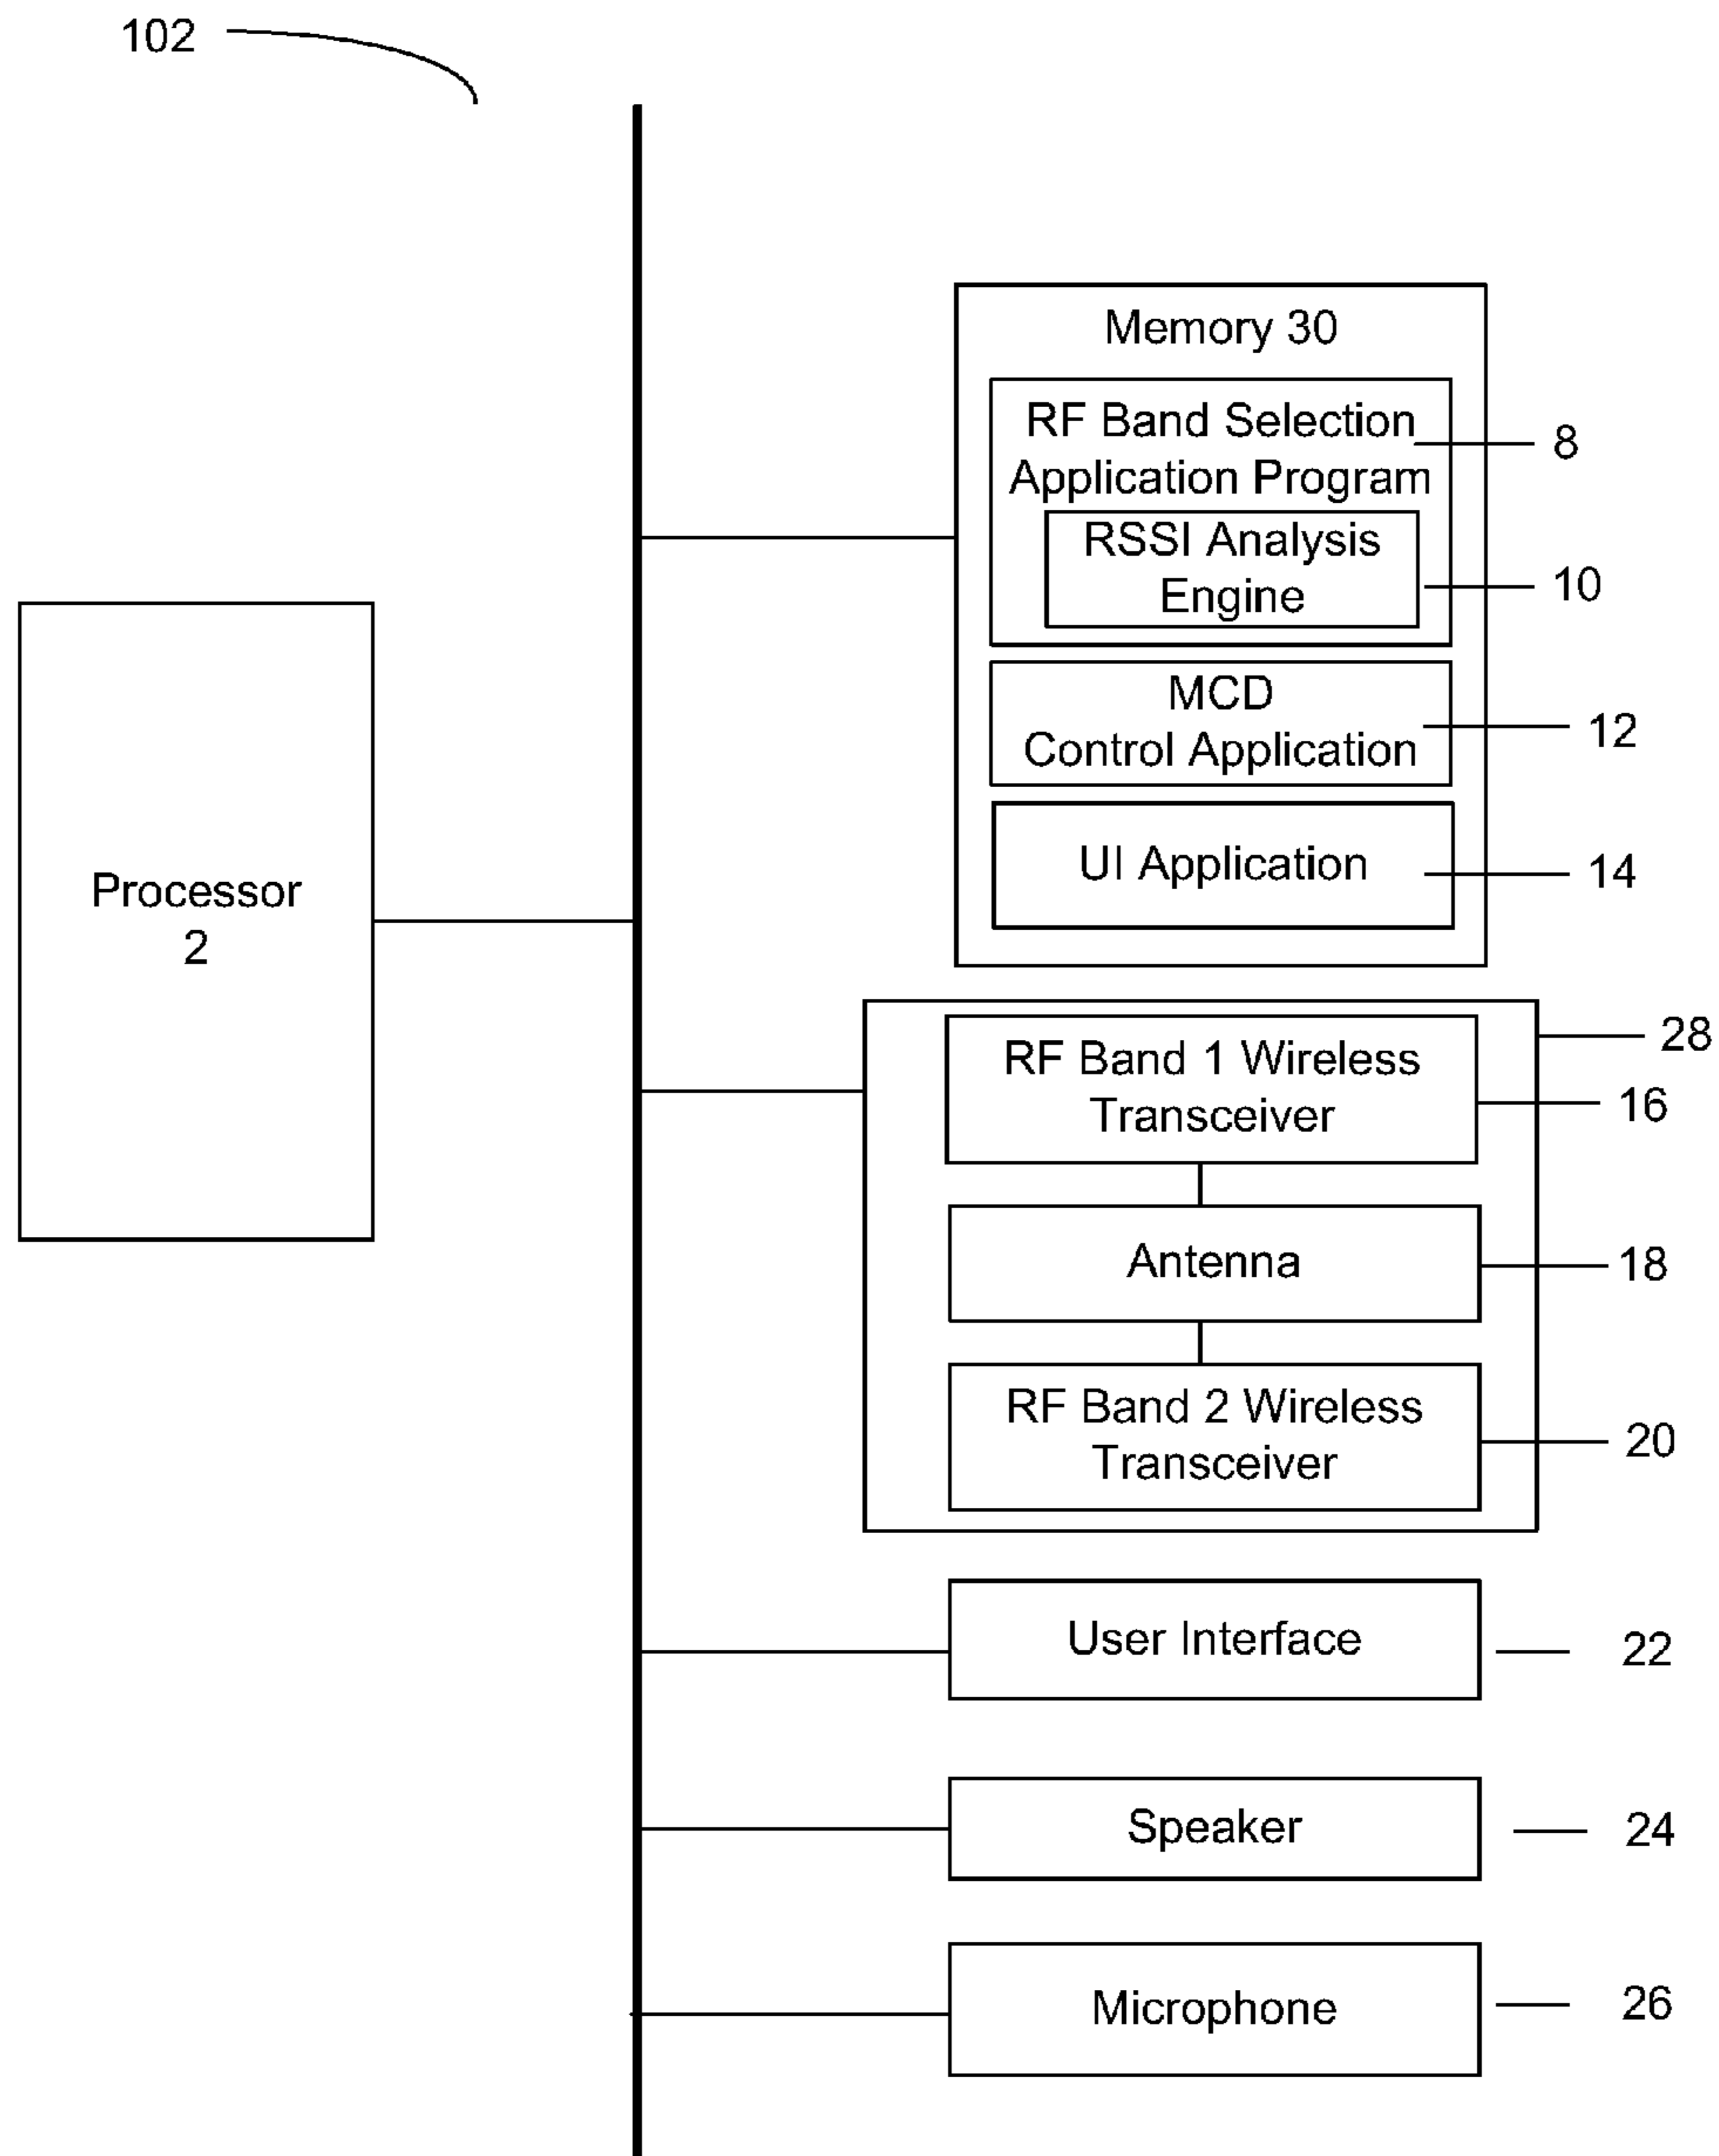 102
Memory 30
RF Band Selection
Application Program
8
RSSI Analysis
Engine
10
MCD
Control Application
12
UI Application
14
Processor
2
28
RF Band 1 Wireless
Transceiver
16
Antenna
18
RF Band 2 Wireless
Transceiver
20
User Interface
22
Speaker
24
Microphone
26